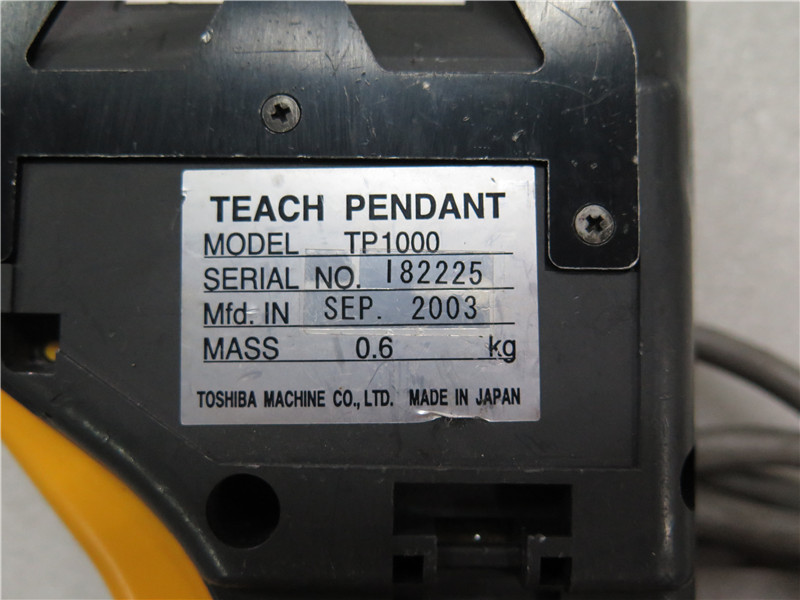 TEACH PENDANT
MODEL TP1000
SERIAL NO. 182225
Mfd. IN SEP. 2003
MASS 0.6 kg
TOSHIBA MACHINE CO., LTD. MADE IN JAPAN